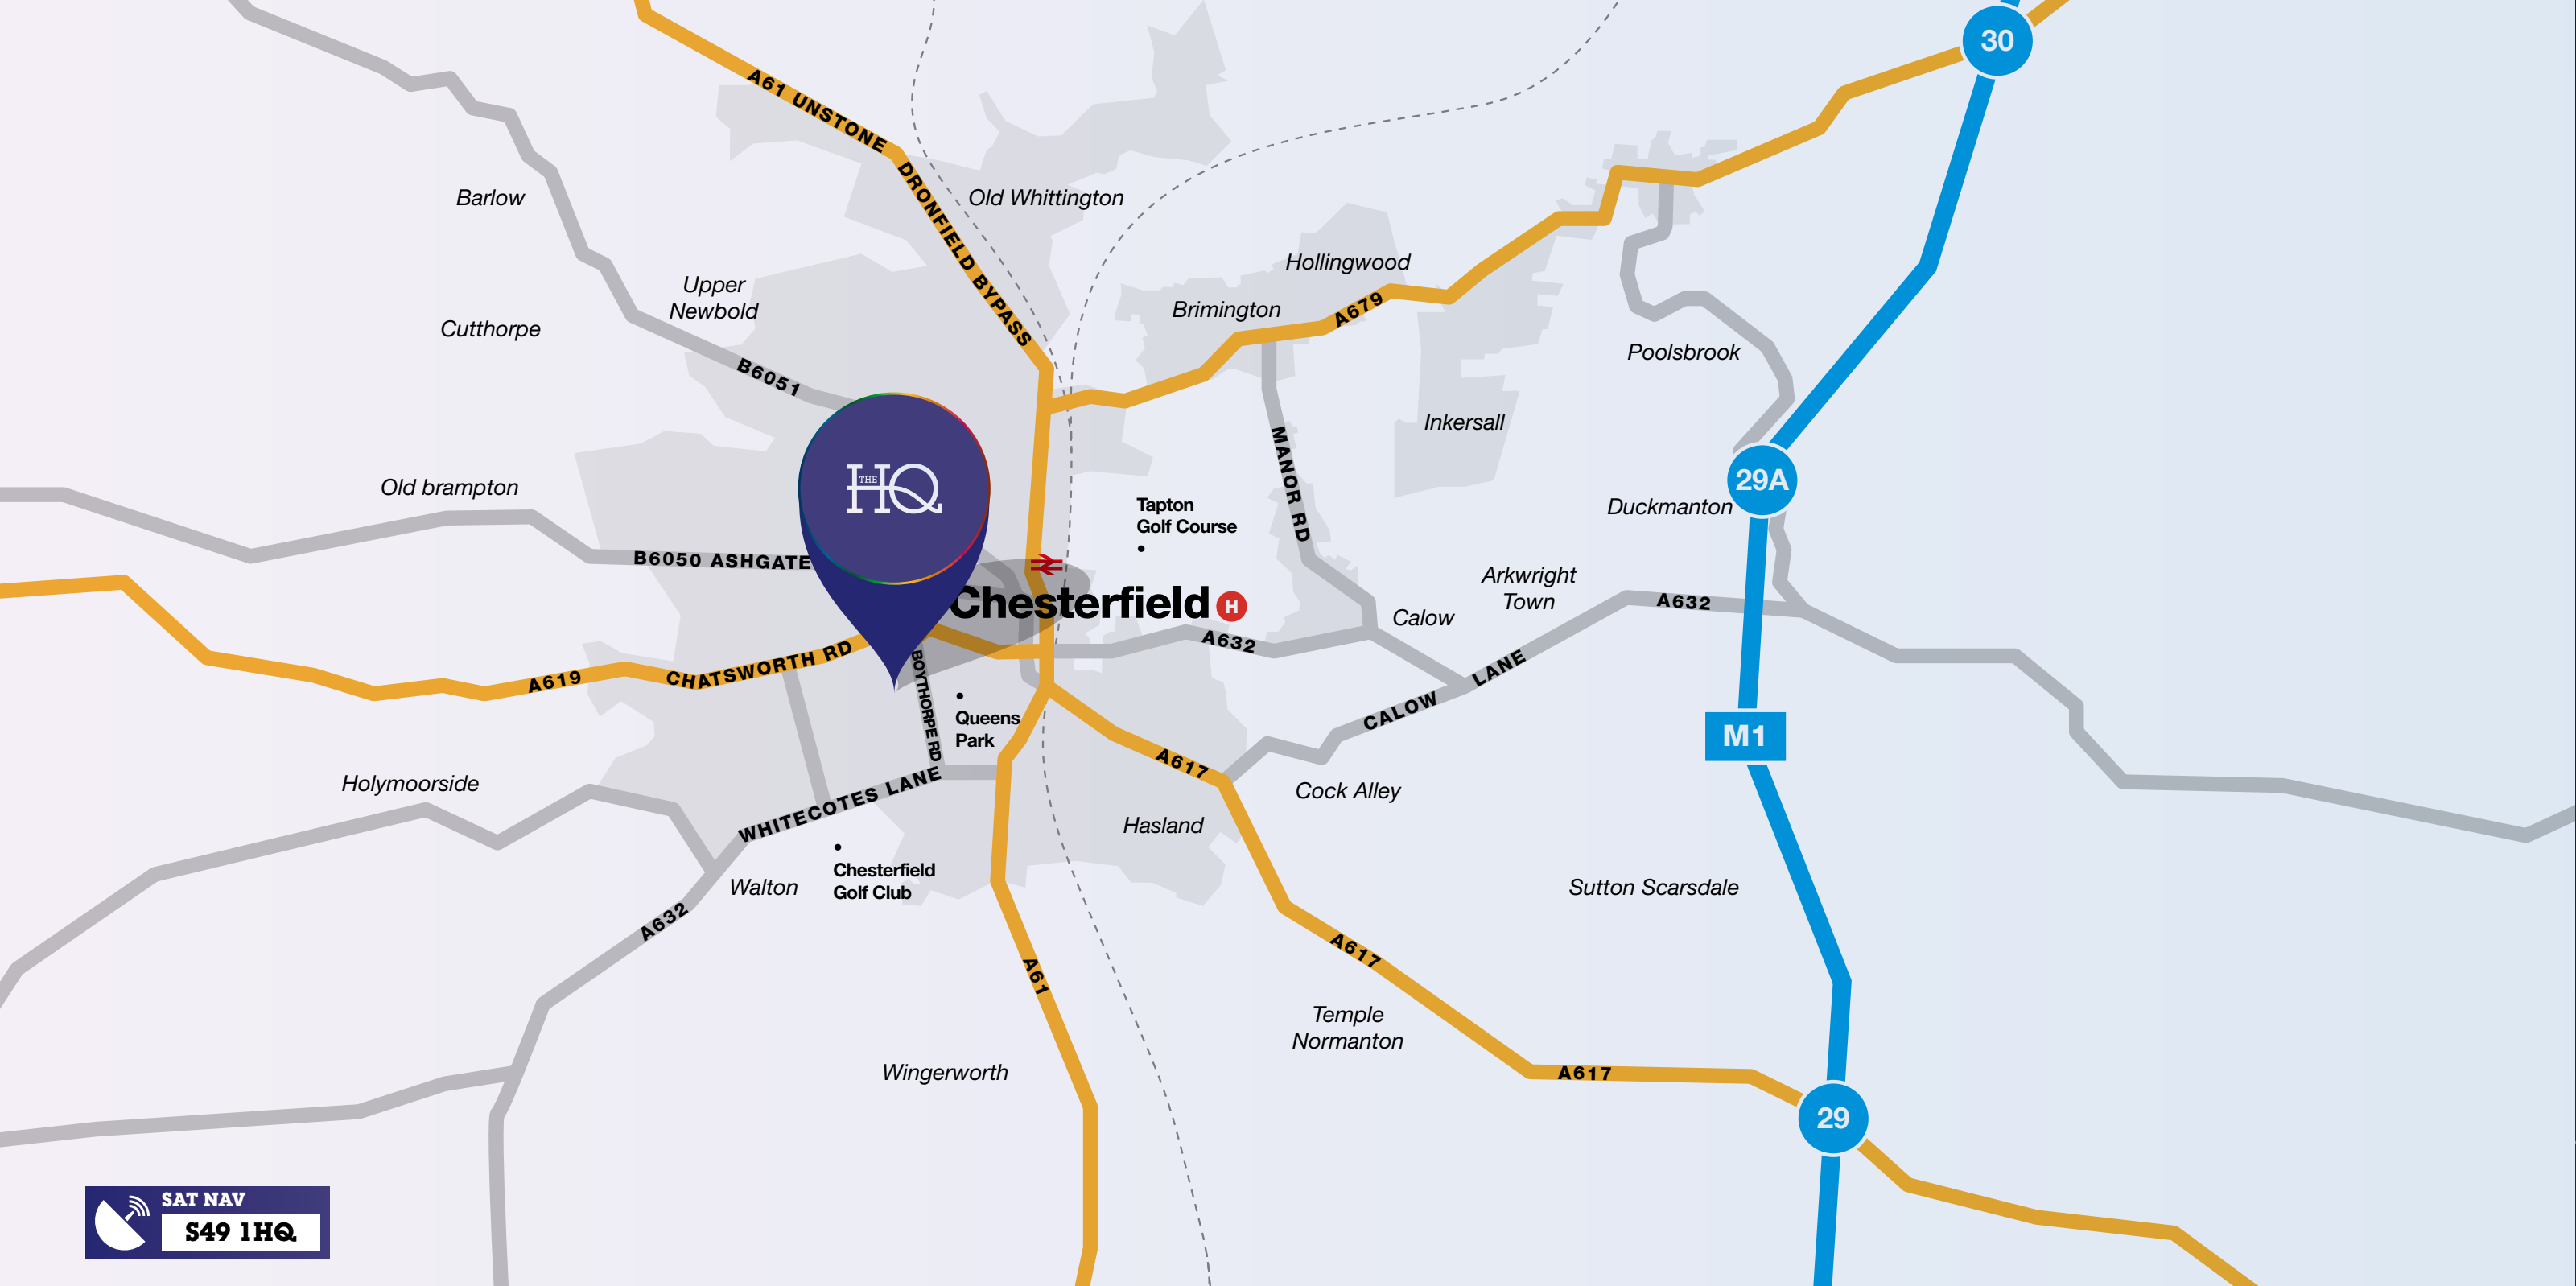 30
A61 UNSTONE
DRONFIELD BYPASS
Barlow
Old Whittington
Hollingwood
Upper
Newbold
Brimington
A679
Cutthorpe
Poolsbrook
B6051
Inkersall
MANOR RD
THE
HQ
29A
Old brampton
Tapton
Golf Course
Duckmanton
B6050 ASHGATE
Arkwright
Town
Chesterfield
H
A632
Calow
A632
CHATSWORTH RD
A619
BOYTHORPE RD
LANE
CALOW
Queens
Park
M1
A617
Holymoorside
Cock Alley
WHITECOTES LANE
Hasland
Chesterfield
Golf Club
Walton
Sutton Scarsdale
A632
A617
A61
Temple
Normanton
Wingerworth
A617
29
SAT NAV
S49 1HQ